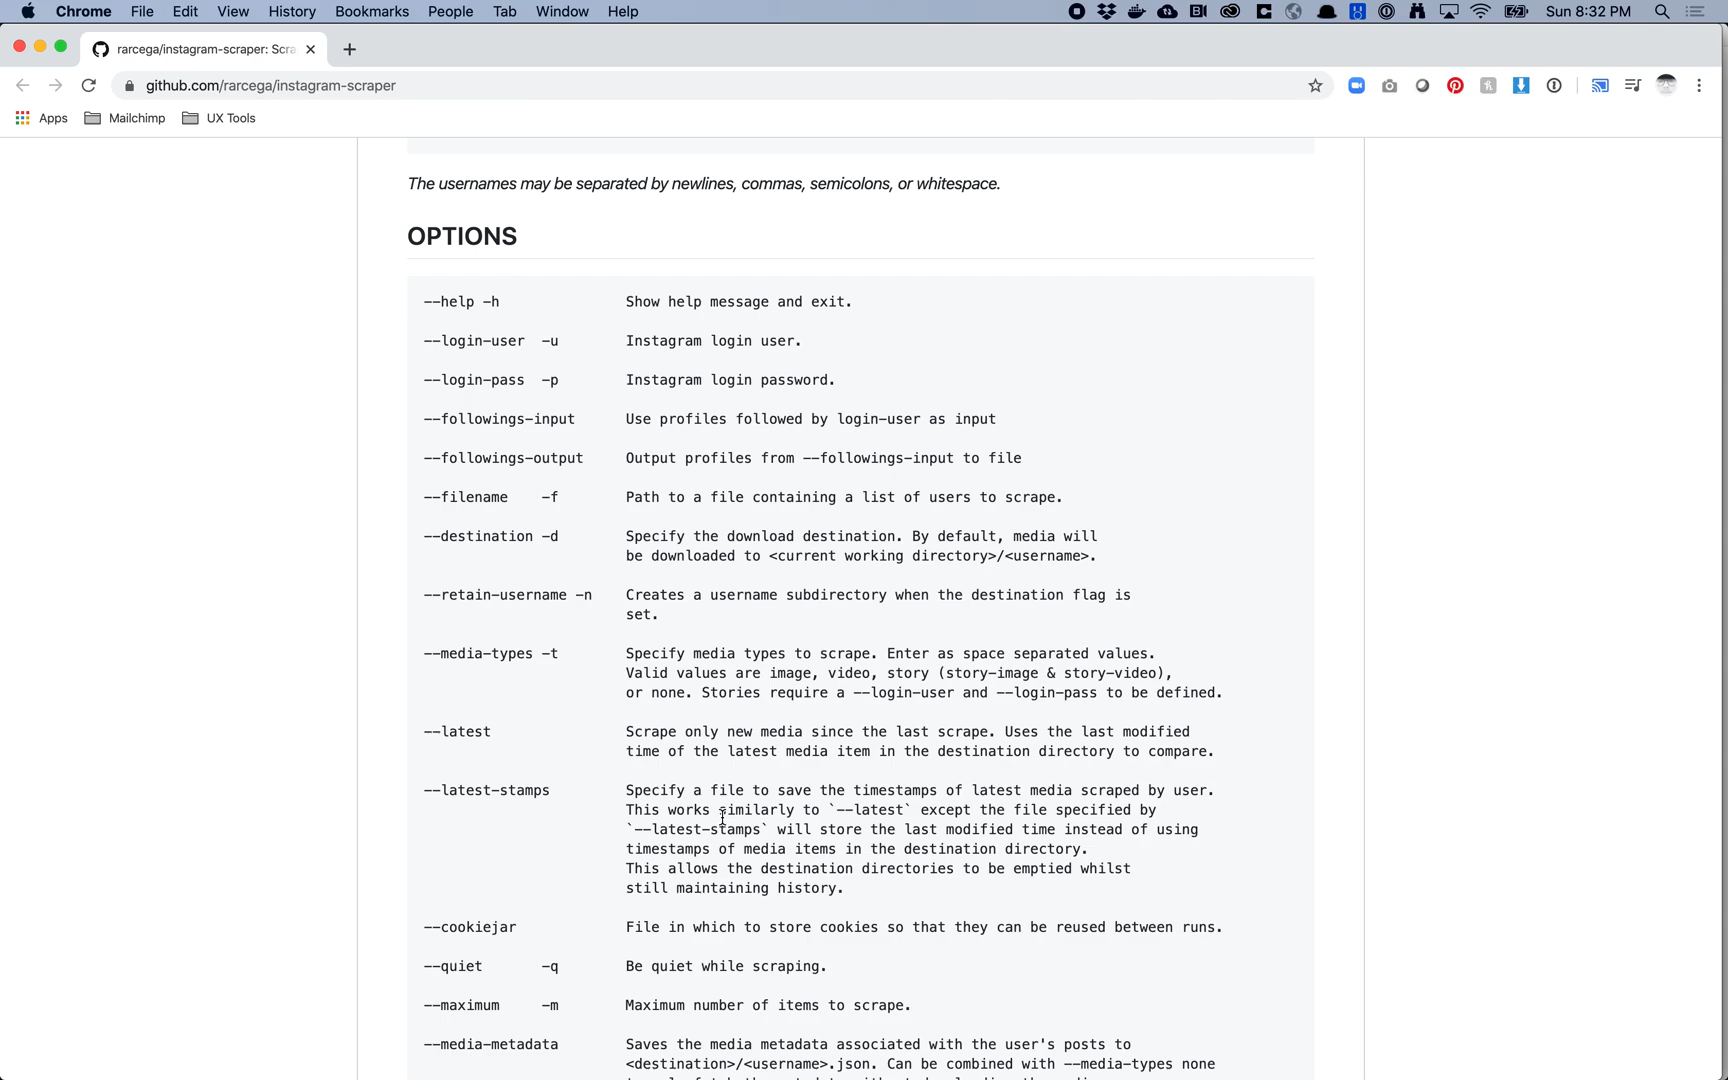 Chrome File Edit View History Bookmarks People Tab Window Help Sun 8:32 PM
rarcega/instagram-scraper: Scra
github.com/rarcega/instagram-scraper
Apps Mailchimp UX Tools
The usernames may be separated by newlines, commas, semicolons, or whitespace.
OPTIONS
--help -h Show help message and exit.
--login-user -u Instagram login user.
--login-pass -p Instagram login password.
--followings-input Use profiles followed by login-user as input
--followings-output Output profiles from --followings-input to file
--filename -f Path to a file containing a list of users to scrape.
--destination -d Specify the download destination. By default, media will
be downloaded to <current working directory>/<username>.
--retain-username -n Creates a username subdirectory when the destination flag is
set.
--media-types -t Specify media types to scrape. Enter as space separated values.
Valid values are image, video, story (story-image & story-video),
or none. Stories require a --login-user and --login-pass to be defined.
--latest Scrape only new media since the last scrape. Uses the last modified
time of the latest media item in the destination directory to compare.
--latest-stamps Specify a file to save the timestamps of latest media scraped by user.
This works similarly to `--latest` except the file specified by
`--latest-stamps` will store the last modified time instead of using
timestamps of media items in the destination directory.
This allows the destination directories to be emptied whilst
still maintaining history.
--cookiejar File in which to store cookies so that they can be reused between runs.
--quiet -q Be quiet while scraping.
--maximum -m Maximum number of items to scrape.
--media-metadata Saves the media metadata associated with the user's posts to
<destination>/<username>.json. Can be combined with --media-types none